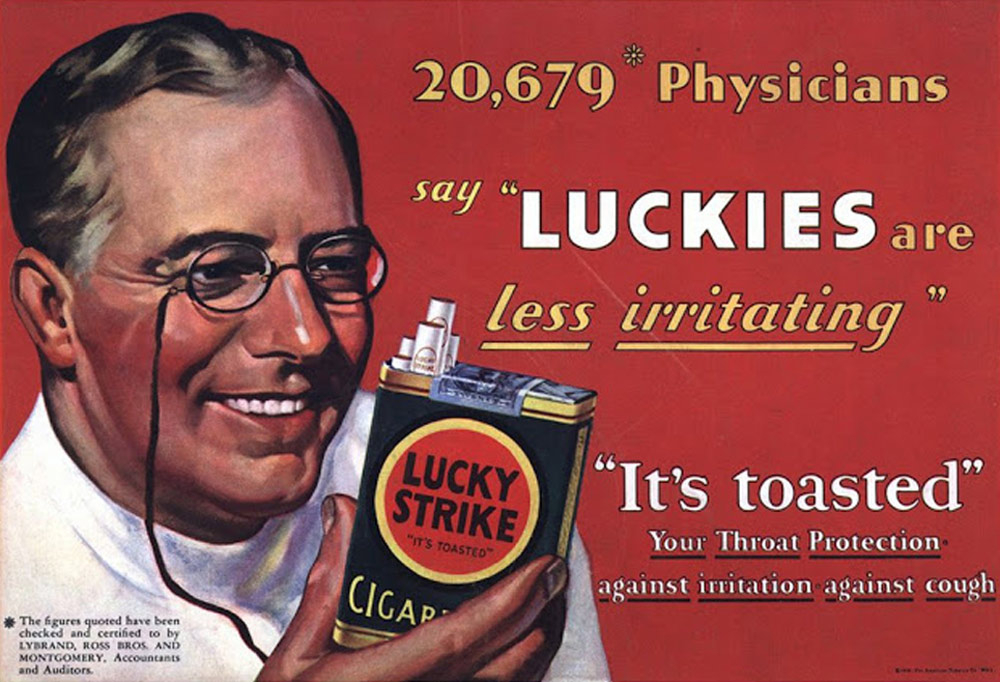 20,679* Physicians
say "LUCKIES are
less irritating"
LUCKY
STRIKE
"IT'S TOASTED"
CIGAR
"It's toasted"
Your Throat Protection-
against irritation-against cough
* The figures quoted have been
checked and certified to by
LYBRAND, ROSS BROS. AND
MONTGOMERY, Accountants
and Auditors.